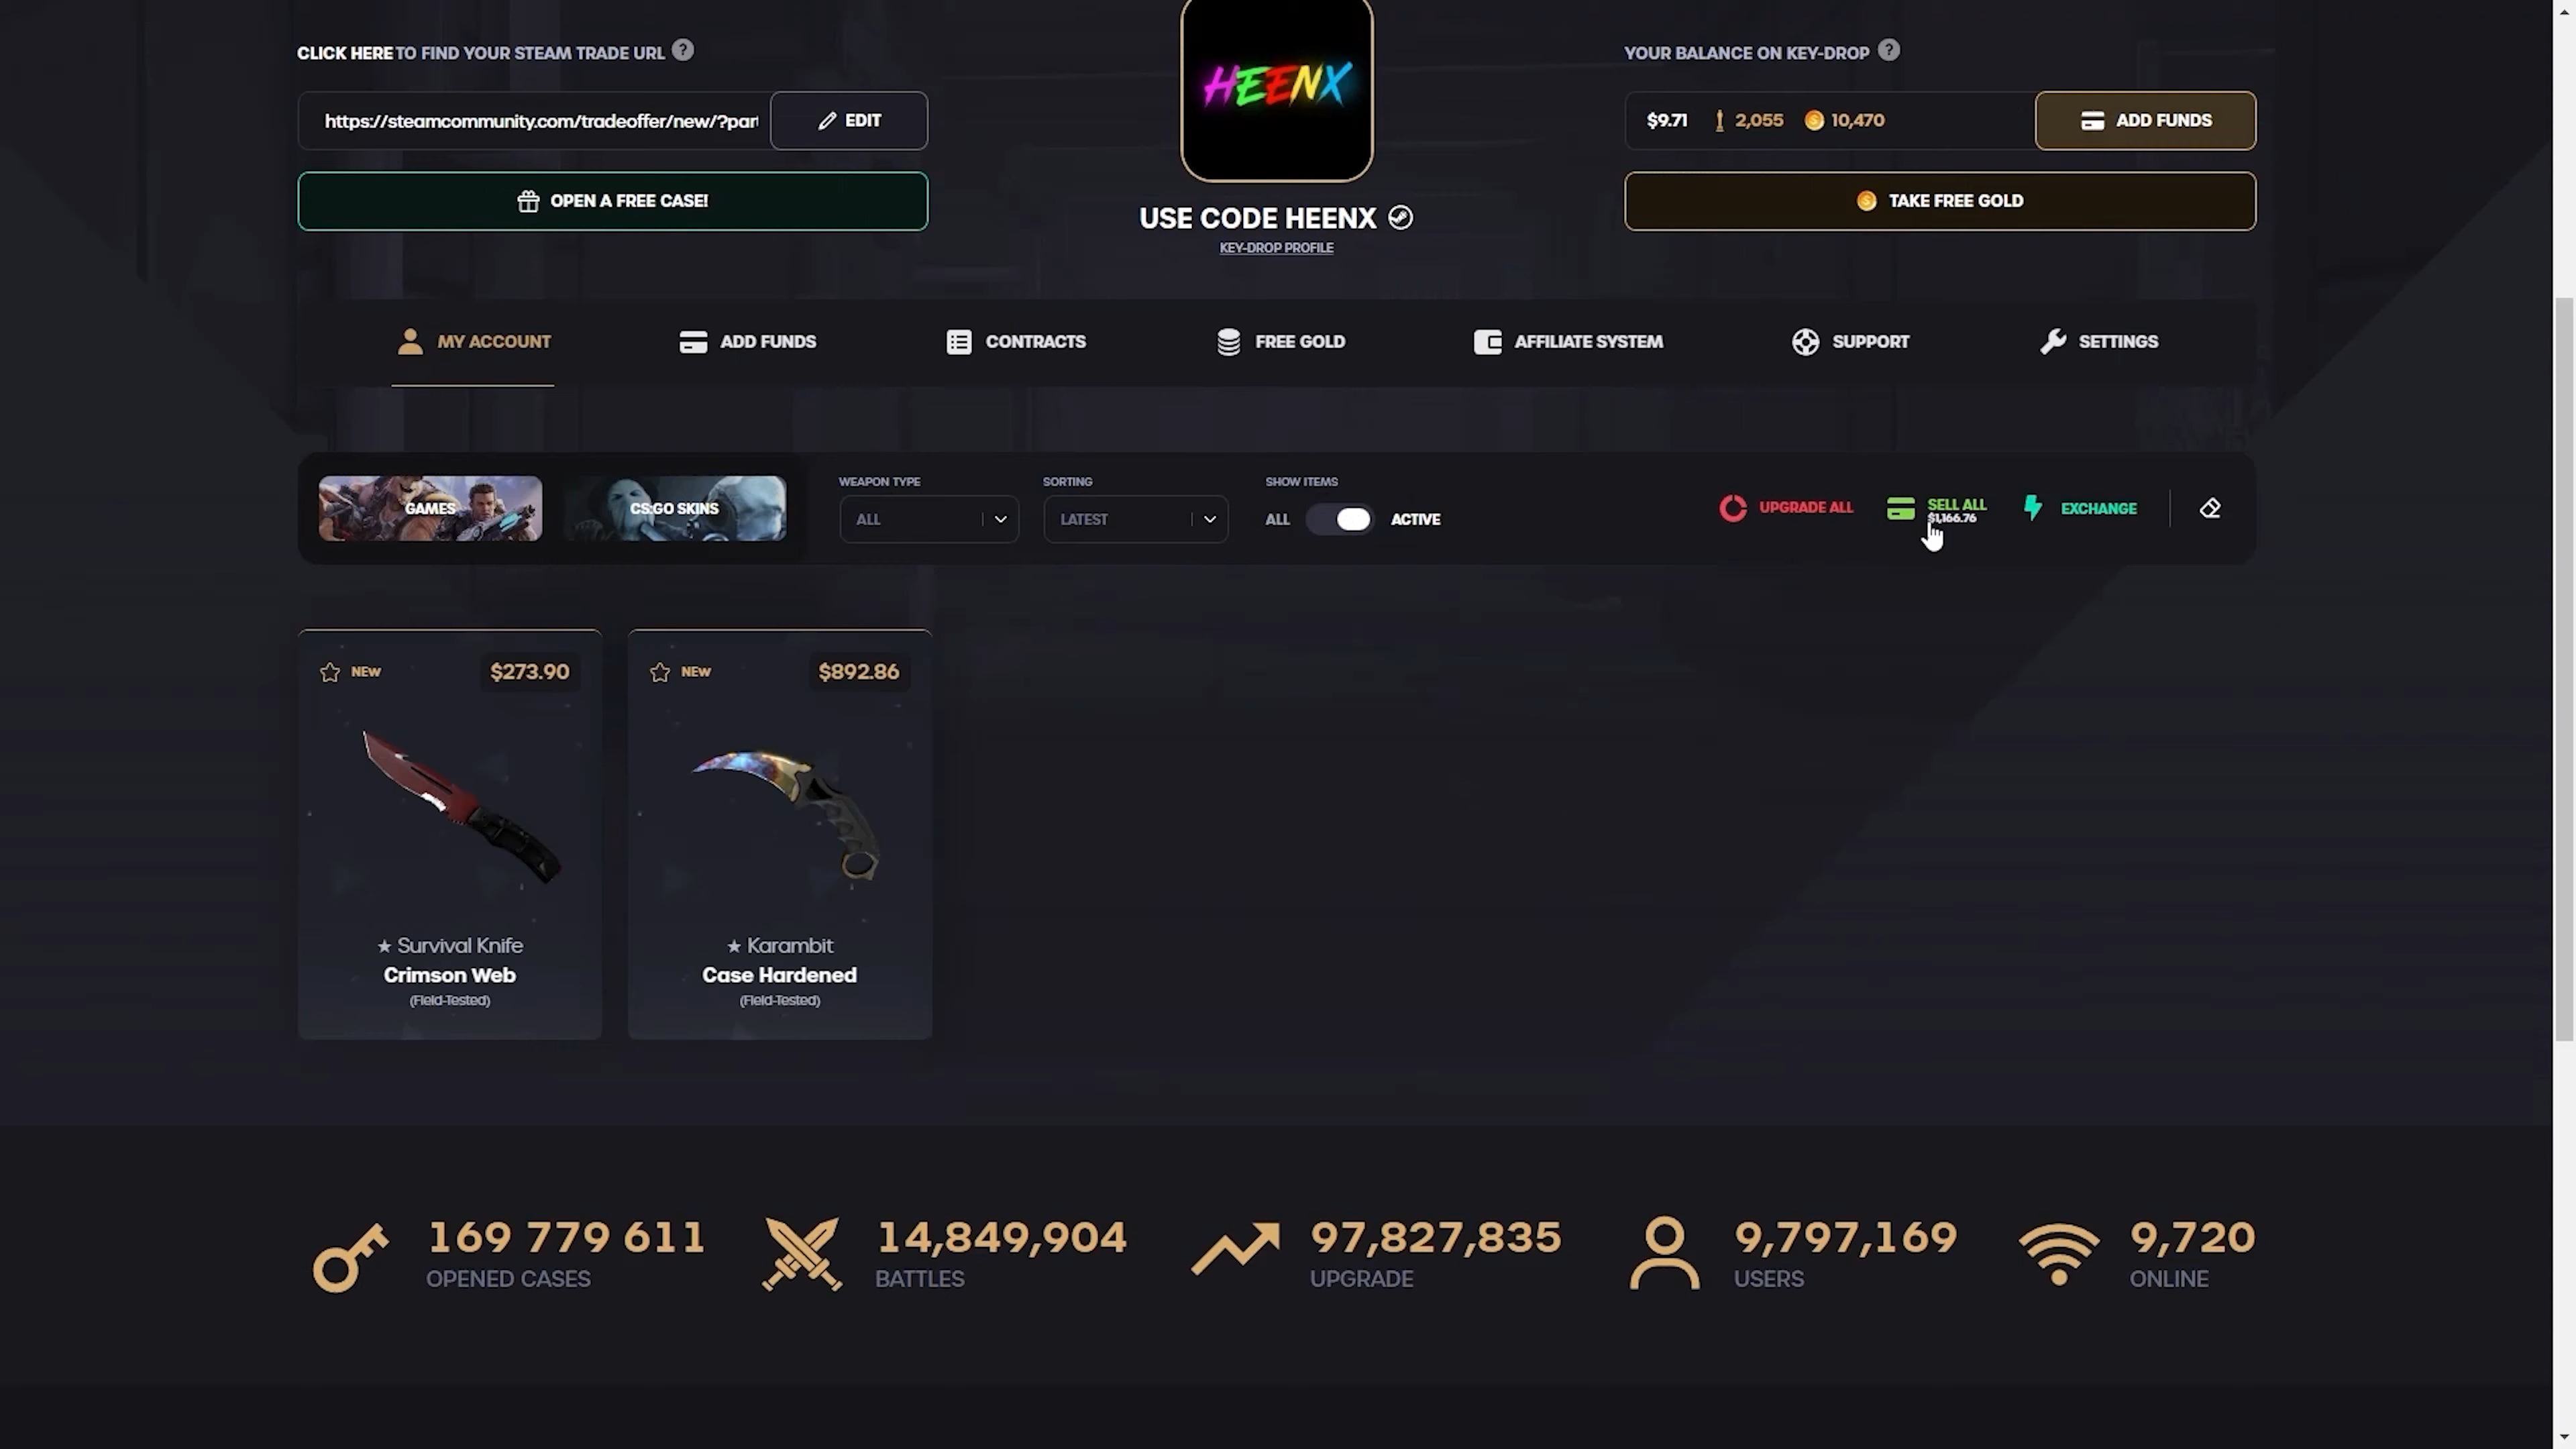 CLICK HERE TO FIND YOUR STEAM TRADE URL ?
https://steamcommunity.com/tradeoffer/new/?par
EDIT
OPEN A FREE CASE!
HEENX
USE CODE HEENX
KEY-DROP PROFILE
YOUR BALANCE ON KEY-DROP ?
$9.71 2,055 10,470
ADD FUNDS
TAKE FREE GOLD
MY ACCOUNT
ADD FUNDS
CONTRACTS
FREE GOLD
AFFILIATE SYSTEM
SUPPORT
SETTINGS
GAMES
CS:GO SKINS
WEAPON TYPE
ALL
SORTING
LATEST
SHOW ITEMS
ALL
ACTIVE
UPGRADE ALL
SELL ALL
$1,166.76
EXCHANGE
NEW
$273.90
★ Survival Knife
Crimson Web
(Field-Tested)
NEW
$892.86
★ Karambit
Case Hardened
(Field-Tested)
169 779 611
OPENED CASES
14,849,904
BATTLES
97,827,835
UPGRADE
9,797,169
USERS
9,720
ONLINE